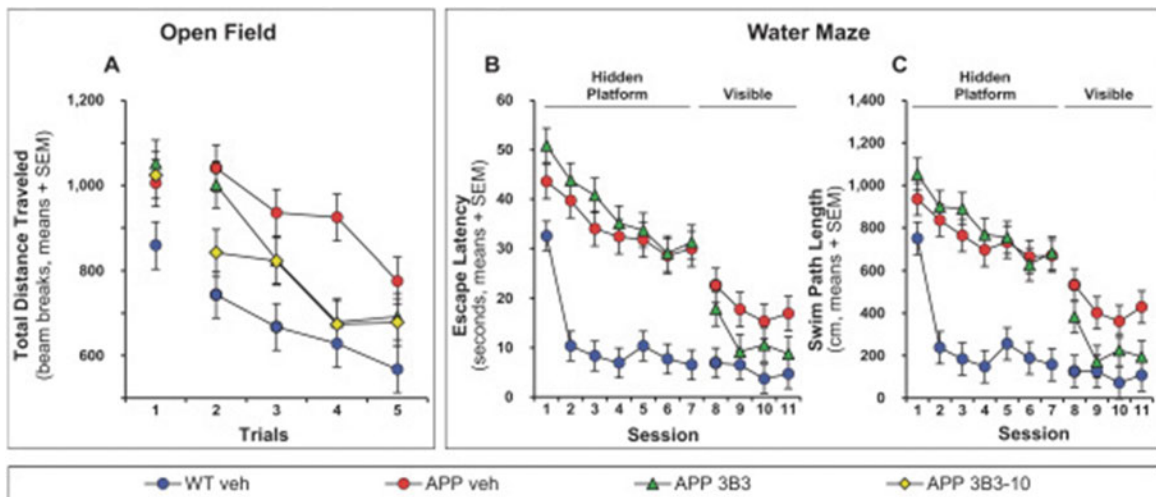 Open Field
Water Maze
A
Total Distance Traveled
(beam breaks, means + SEM)
1,200
1,000
800
600
1
2
3
4
5
Trials
B
Hidden
Platform
Visible
Escape Latency
(seconds, means + SEM)
60
50
40
30
20
10
0
1 2 3 4 5 6 7 8 9 10 11
Session
C
Hidden
Platform
Visible
Swim Path Length
(cm, means + SEM)
1,400
1,200
1,000
800
600
400
200
0
1 2 3 4 5 6 7 8 9 10 11
Session
WT veh APP veh APP 3B3 APP 3B3-10